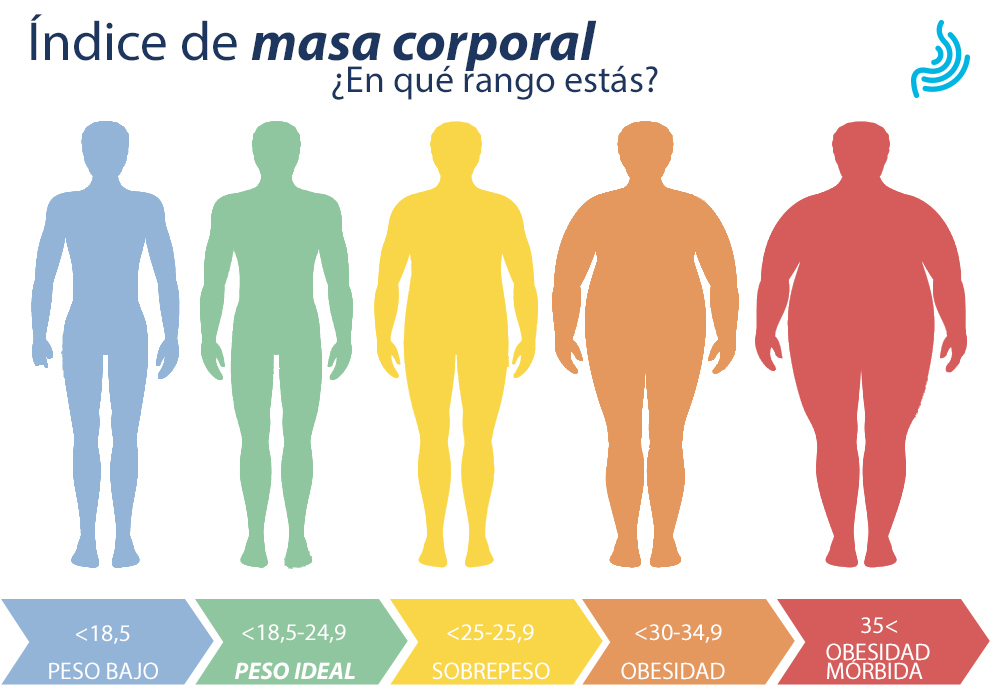 Índice de masa corporal
¿En qué rango estás?
<18,5
PESO BAJO
<18,5-24,9
PESO IDEAL
<25-25,9
SOBREPESO
<30-34,9
OBESIDAD
35<
OBESIDAD
MÓRBIDA